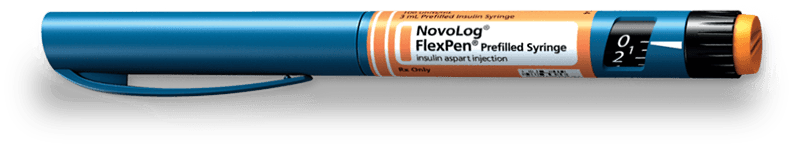 3 mL Prefilled Insulin Syringe
NovoLog®
FlexPen® Prefilled Syringe
insulin aspart injection
Rx Only
0
1
2